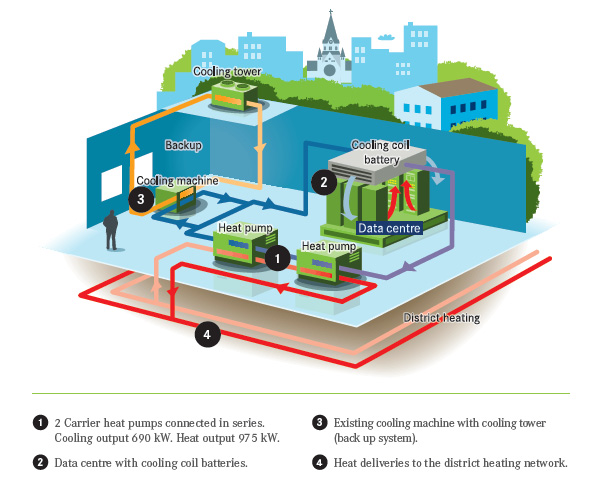 Cooling tower
Backup
Cooling coil
battery
Cooling machine
2
3
Data centre
Heat pump
Heat pump
1
District heating
4
1 2 Carrier heat pumps connected in series.
Cooling output 690 kW. Heat output 975 kW.
2 Data centre with cooling coil batteries.
3 Existing cooling machine with cooling tower
(back up system).
4 Heat deliveries to the district heating network.